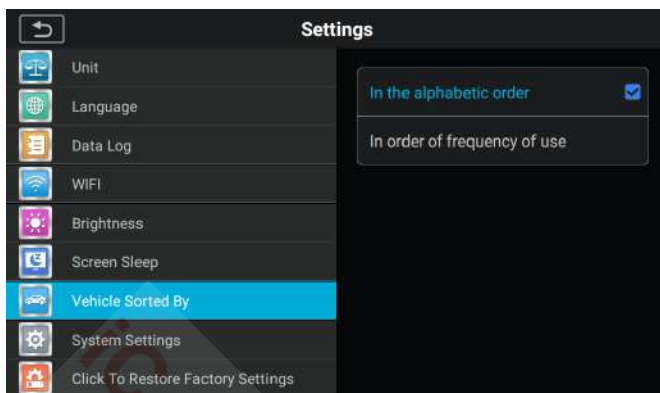 Settings
Unit
Language
Data Log
WIFI
Brightness
Screen Sleep
Vehicle Sorted By
System Settings
Click To Restore Factory Settings
In the alphabetic order
In order of frequency of use